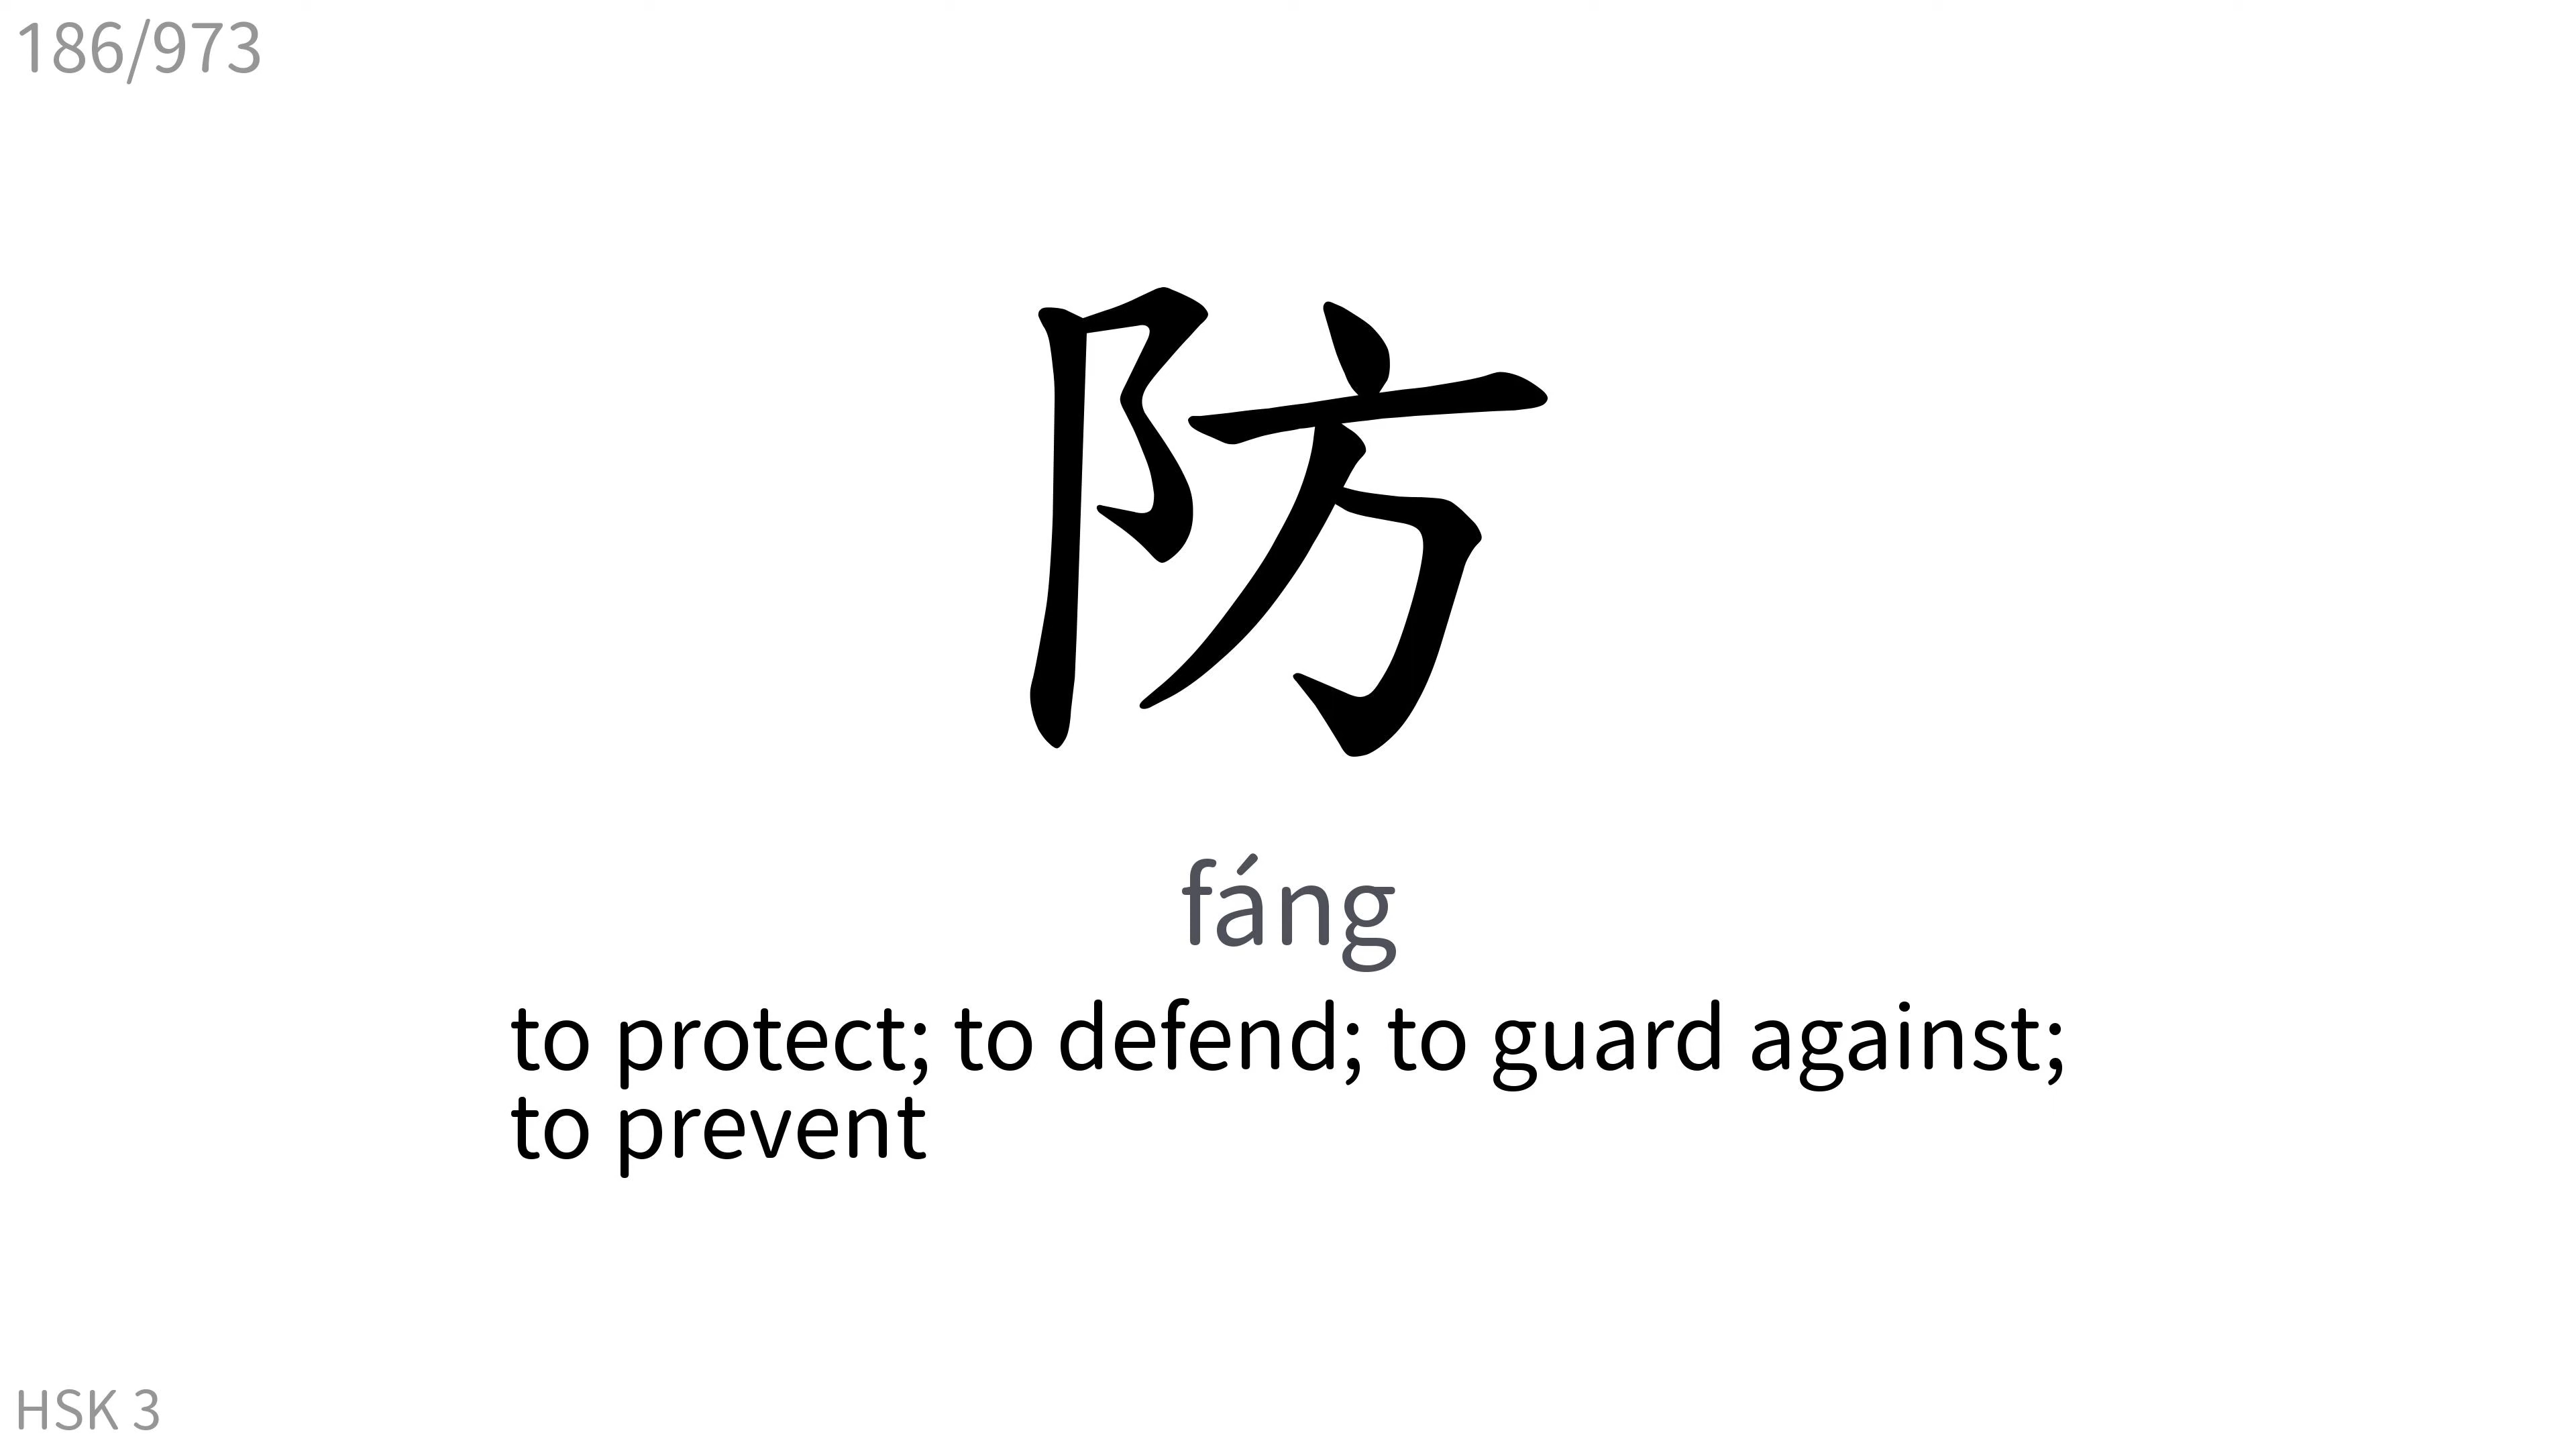 186/973
防
fáng
to protect; to defend; to guard against;
to prevent
HSK 3